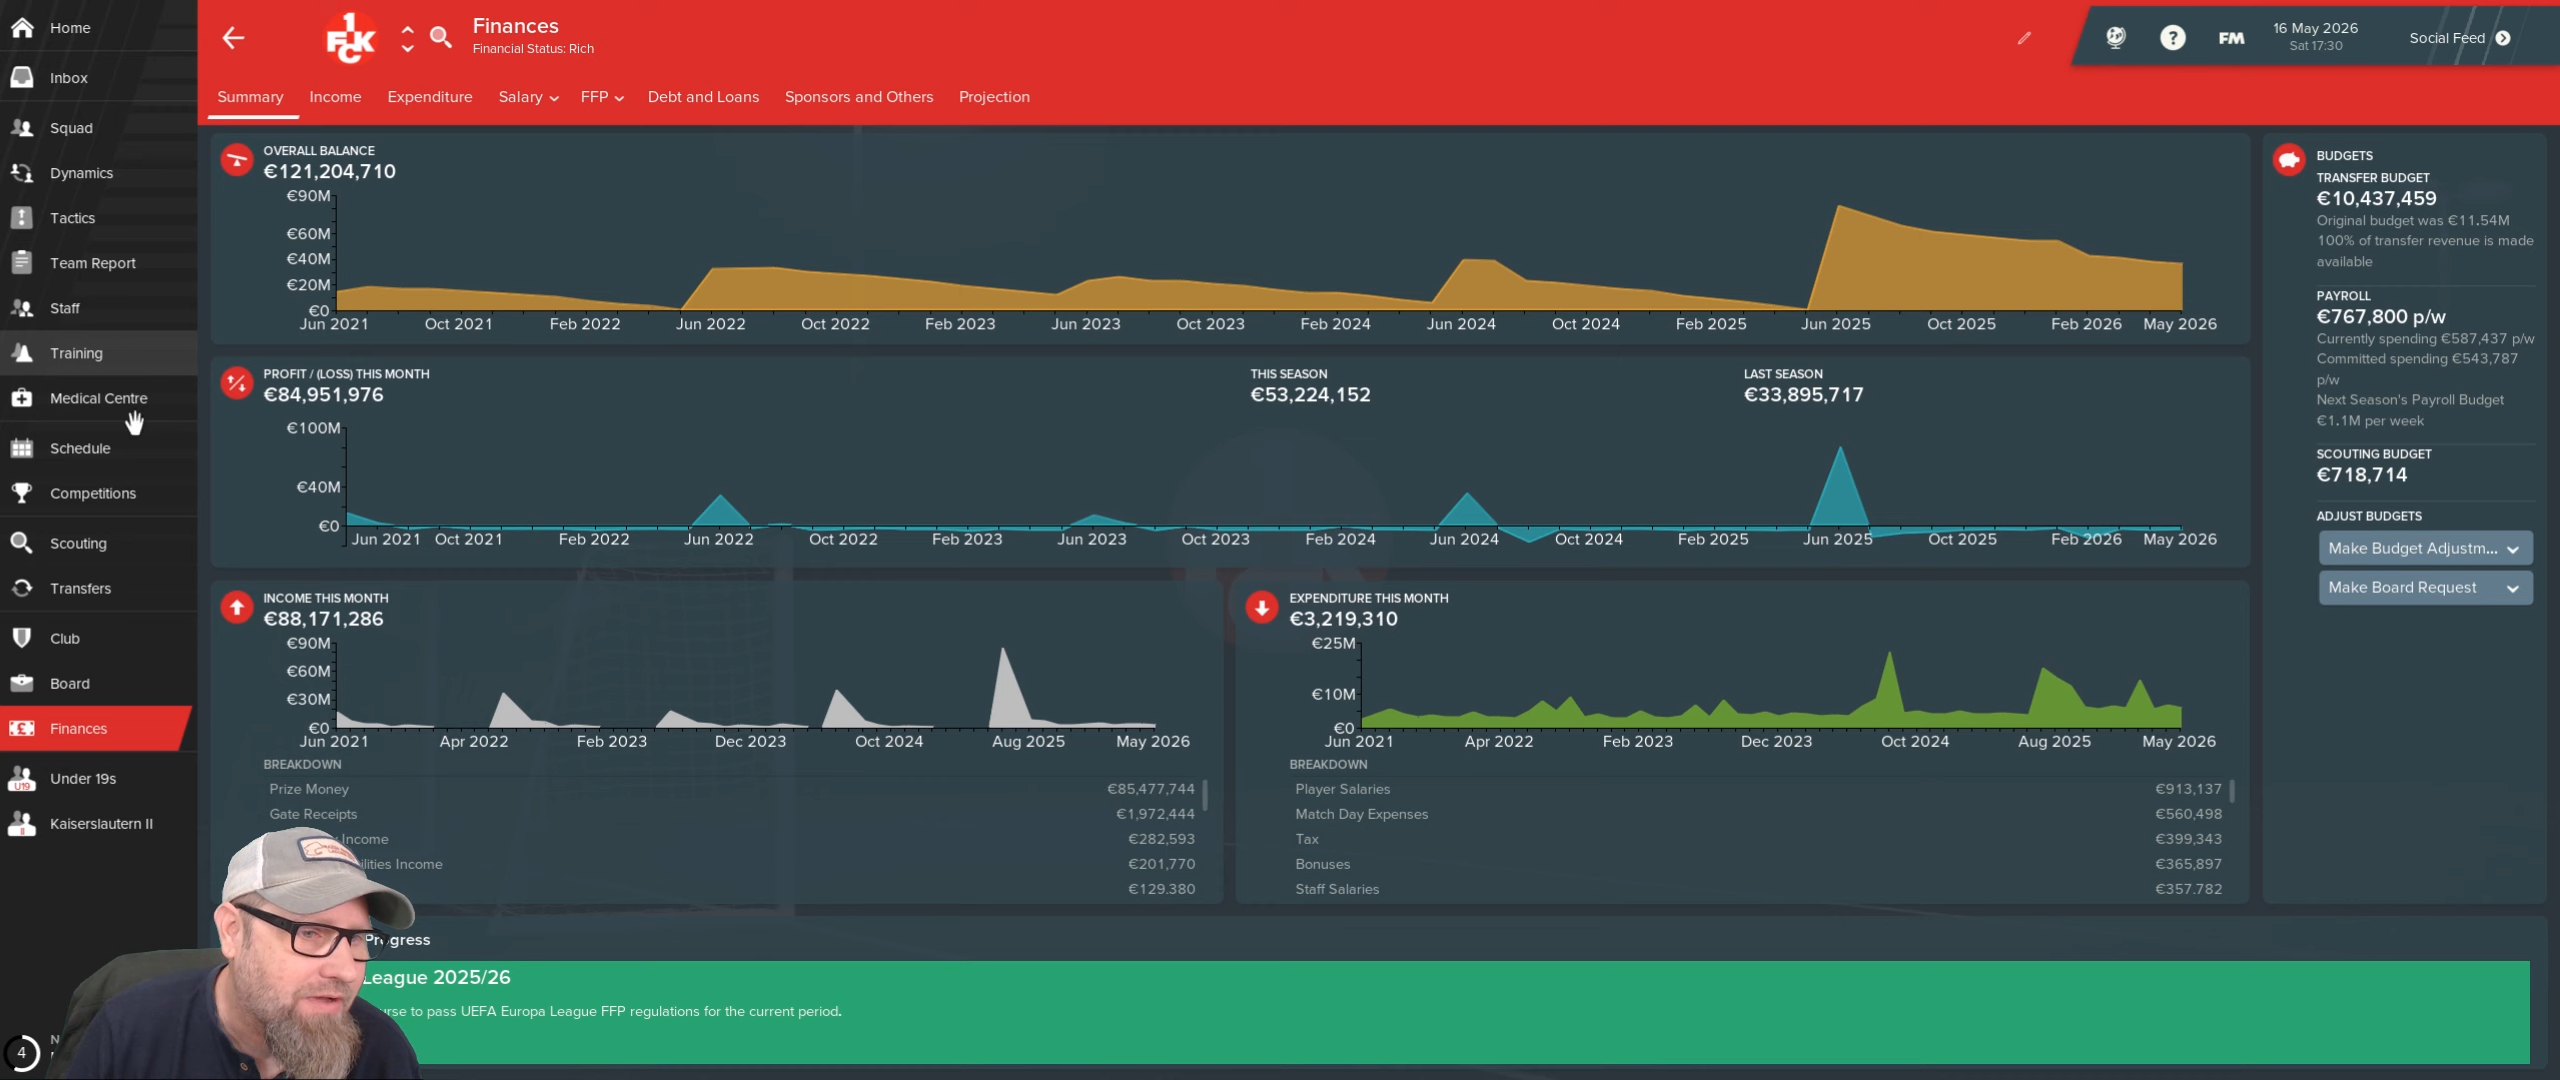 Home
Inbox
Squad
Dynamics
Tactics
Team Report
Staff
Training
Medical Centre
Schedule
Competitions
Scouting
Transfers
Club
Board
Finances
Under 19s
U19
Kaiserslautern II
II
4
1
FCK
Finances
Financial Status: Rich
FM
16 May 2026
Sat 17:30
Social Feed
Summary
Income
Expenditure
Salary
FFP
Debt and Loans
Sponsors and Others
Projection
OVERALL BALANCE
€121,204,710
€90M
€60M
€40M
€20M
€0
Jun 2021 Oct 2021 Feb 2022 Jun 2022 Oct 2022 Feb 2023 Jun 2023 Oct 2023 Feb 2024 Jun 2024 Oct 2024 Feb 2025 Jun 2025 Oct 2025 Feb 2026 May 2026
PROFIT / (LOSS) THIS MONTH
€84,951,976
THIS SEASON
€53,224,152
LAST SEASON
€33,895,717
€100M
€40M
€0
Jun 2021 Oct 2021 Feb 2022 Jun 2022 Oct 2022 Feb 2023 Jun 2023 Oct 2023 Feb 2024 Jun 2024 Oct 2024 Feb 2025 Jun 2025 Oct 2025 Feb 2026 May 2026
INCOME THIS MONTH
€88,171,286
€90M
€60M
€30M
€0
Jun 2021 Apr 2022 Feb 2023 Dec 2023 Oct 2024 Aug 2025 May 2026
BREAKDOWN
Prize Money €85,477,744
Gate Receipts €1,972,444
Income €282,593
Income €201,770
€129.380
EXPENDITURE THIS MONTH
€3,219,310
€25M
€10M
€0
Jun 2021 Apr 2022 Feb 2023 Dec 2023 Oct 2024 Aug 2025 May 2026
BREAKDOWN
Player Salaries €913,137
Match Day Expenses €560,498
Tax €399,343
Bonuses €365,897
Staff Salaries €357.782
BUDGETS
TRANSFER BUDGET
€10,437,459
Original budget was €11.54M
100% of transfer revenue is made
available
PAYROLL
€767,800 p/w
Currently spending €587,437 p/w
Committed spending €543,787
p/w
Next Season's Payroll Budget
€1.1M per week
SCOUTING BUDGET
€718,714
ADJUST BUDGETS
Make Budget Adjustm...
Make Board Request
Progress
League 2025/26
to pass UEFA Europa League FFP regulations for the current period.